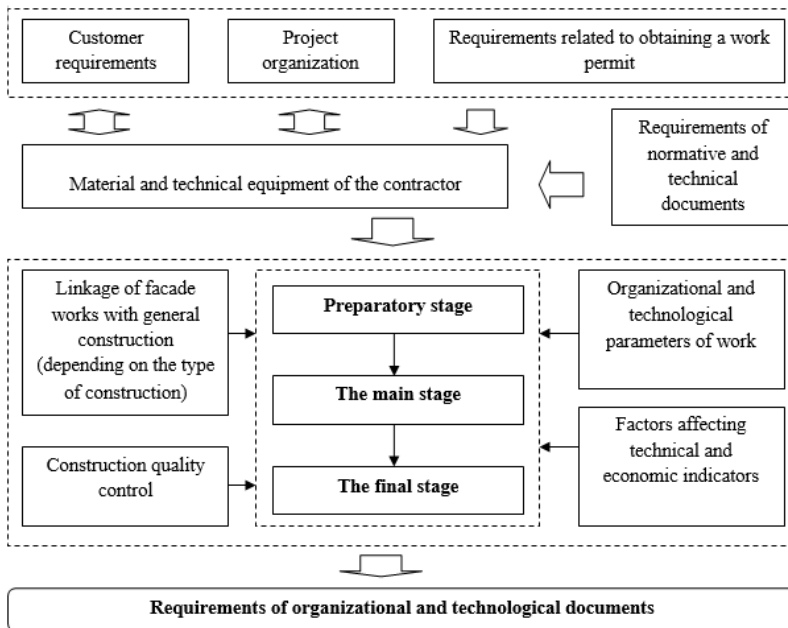 Customer
requirements
Project
organization
Requirements related to obtaining a work
permit
Requirements of
normative and
technical
documents
Material and technical equipment of the contractor
Linkage of facade
works with general
construction
(depending on the type
of construction)
Preparatory stage
Organizational and
technological
parameters of work
The main stage
Construction quality
control
The final stage
Factors affecting
technical and
economic indicators
Requirements of organizational and technological documents